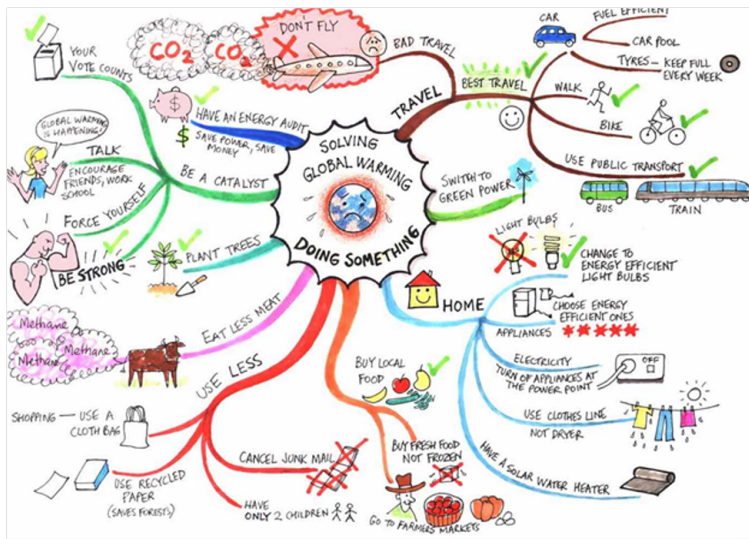 SOLVING
GLOBAL WARMING
DOING SOMETHING
YOUR
VOTE COUNTS
CO2
CO2
DON'T FLY
BAD TRAVEL
TRAVEL
BEST TRAVEL
CAR
FUEL EFFICIENT
CAR POOL
TYRES – KEEP FULL
EVERY WEEK
WALK
BIKE
USE PUBLIC TRANSPORT
BUS
TRAIN
SWITH TO
GREEN POWER
HAVE AN ENERGY AUDIT
SAVE POWER, SAVE
MONEY
$
$
GLOBAL WARMING
IS HAPPENING!
TALK
ENCOURAGE
FRIENDS, WORK
SCHOOL
BE A CATALYST
FORCE YOURSELF
BE STRONG
PLANT TREES
EAT LESS MEAT
Methane
Methane
USE LESS
SHOPPING — USE A
CLOTH BAG
USE RECYCLED
PAPER
(SAVES FORESTS)
CANCEL JUNK MAIL
HAVE
ONLY 2 CHILDREN
BUY LOCAL
FOOD
BUY FRESH FOOD
NOT FROZEN
GO TO FARMERS MARKETS
HOME
LIGHT BULBS
CHANGE TO
ENERGY EFFICIENT
LIGHT BULBS
CHOOSE ENERGY
EFFICIENT ONES
APPLIANCES
ELECTRICITY
TURN OF APPLIANCES AT
THE POWER POINT
OFF
USE CLOTHES LINE
NOT DRYER
HAVE A SOLAR WATER HEATER